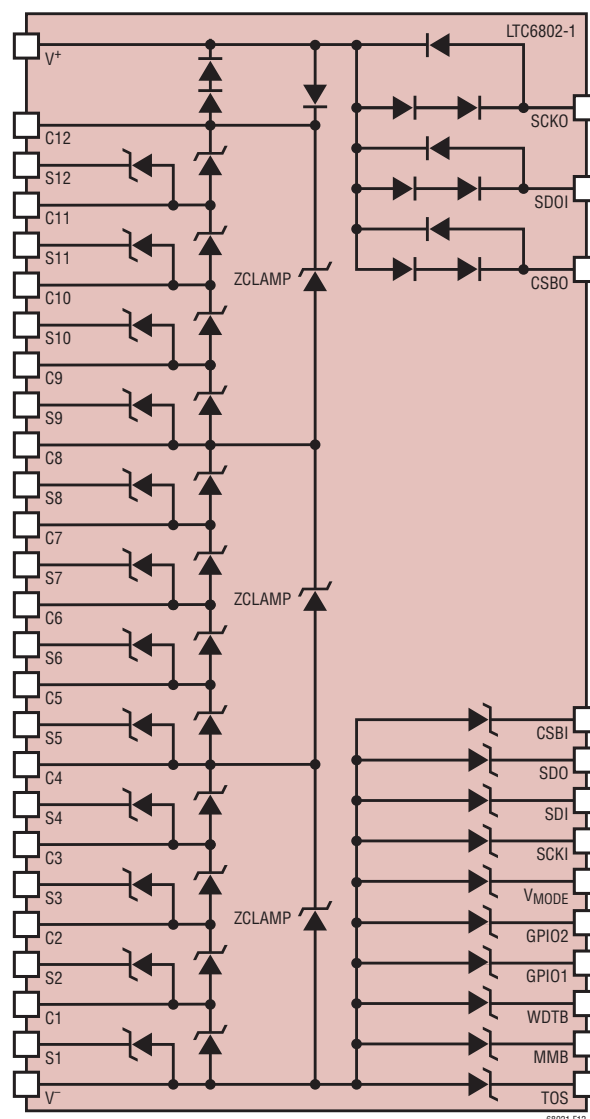 LTC6802-1
V+
C12
S12
C11
S11
C10
S10
C9
S9
C8
S8
C7
S7
C6
S6
C5
S5
C4
S4
C3
S3
C2
S2
C1
S1
V−
ZCLAMP
ZCLAMP
ZCLAMP
SCKO
SDOI
CSBO
CSBI
SDO
SDI
SCKI
VMODE
GPIO2
GPIO1
WDTB
MMB
TOS
68021 F12